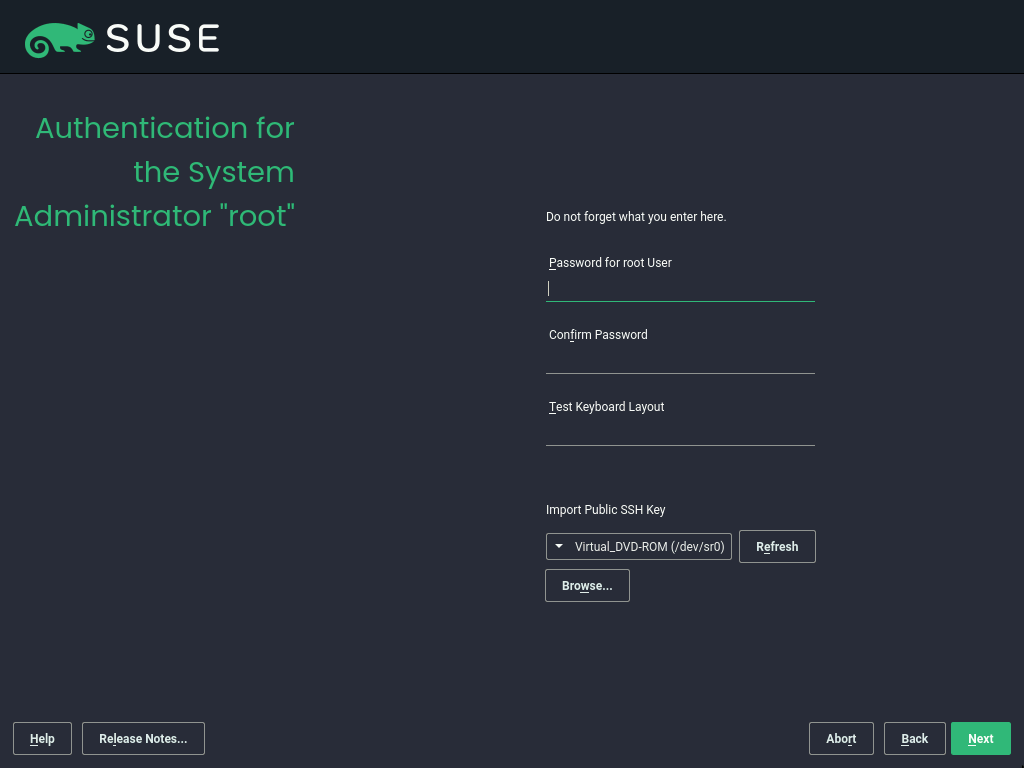 SUSE
Authentication for
the System
Administrator "root"
Do not forget what you enter here.
Password for root User
Confirm Password
Test Keyboard Layout
Import Public SSH Key
Virtual_DVD-ROM (/dev/sr0)
Refresh
Browse...
Help
Release Notes...
Abort
Back
Next